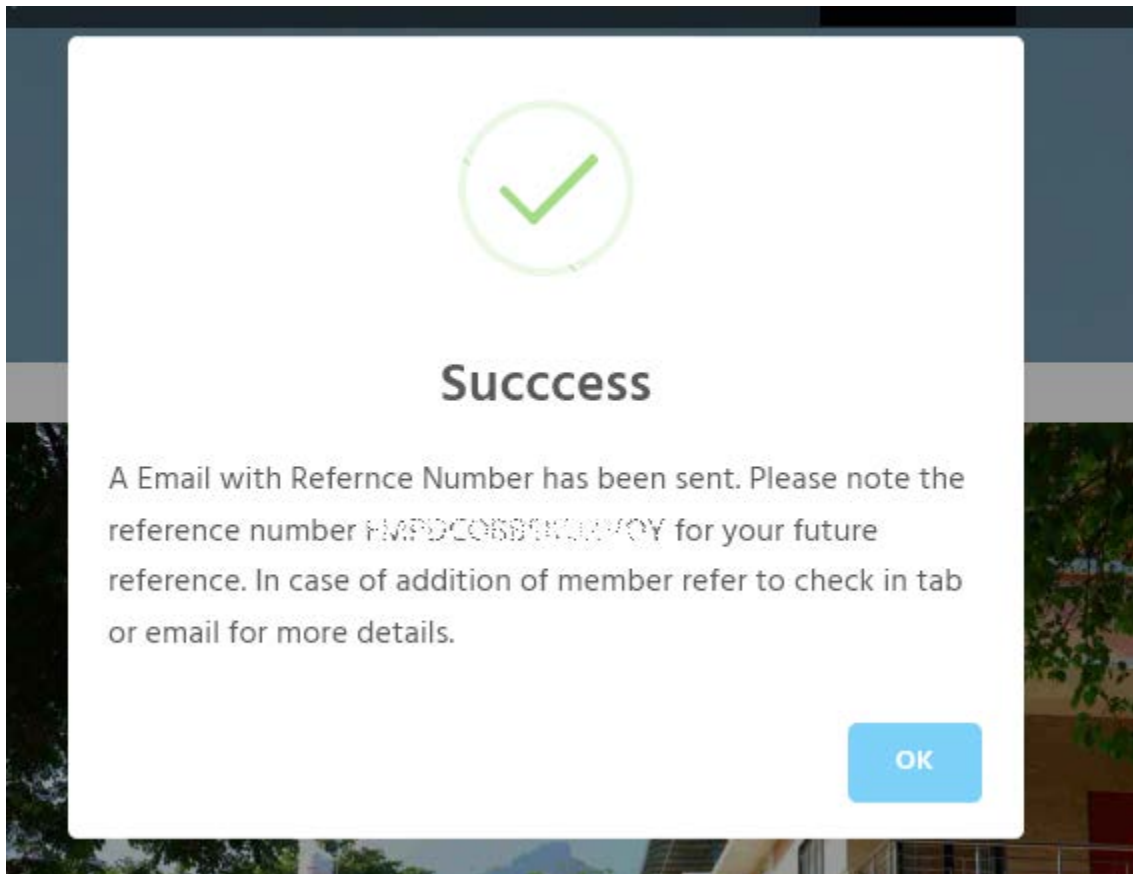 Succcess
A Email with Refernce Number has been sent. Please note the
reference number for your future
reference. In case of addition of member refer to check in tab
or email for more details.
OK